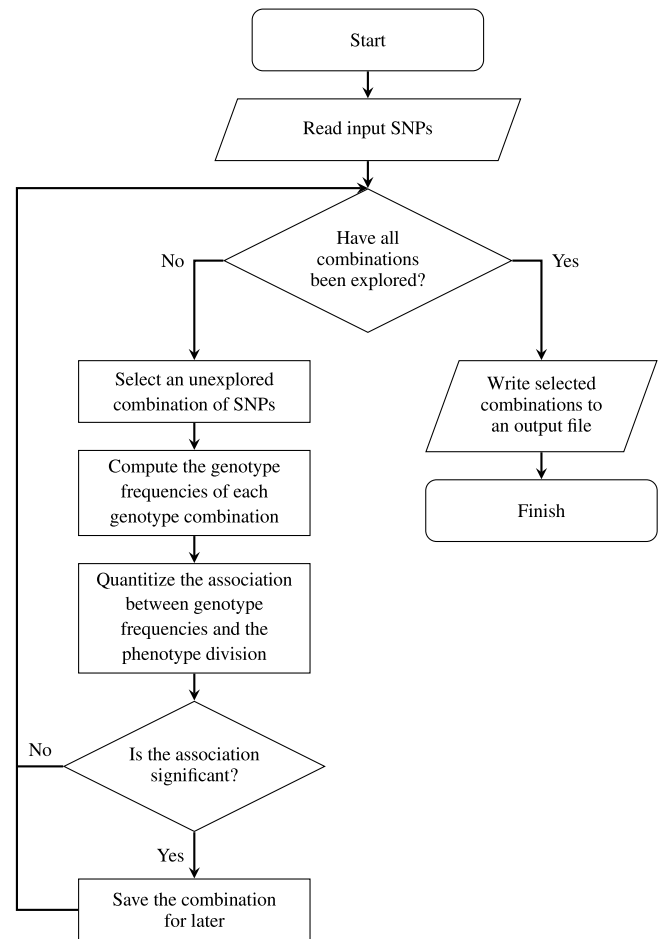 Start
Read input SNPs
Have all
combinations
been explored?
No
Yes
Select an unexplored
combination of SNPs
Write selected
combinations to
an output file
Compute the genotype
frequencies of each
genotype combination
Finish
Quantitize the association
between genotype
frequencies and the
phenotype division
Is the association
significant?
No
Yes
Save the combination
for later